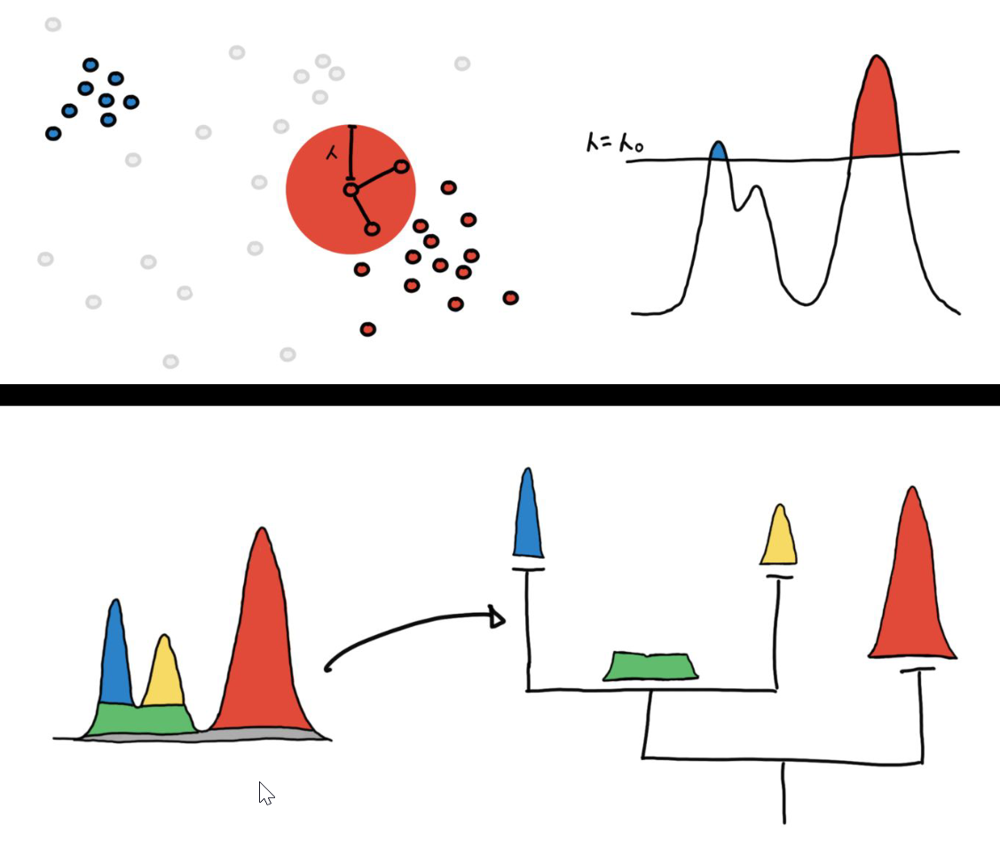 λ
λ = λ₀